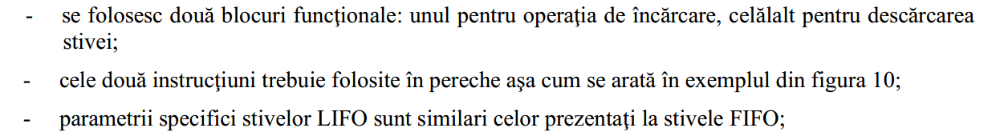 - se folosesc două blocuri funcţionale: unul pentru operaţia de încărcare, celălalt pentru descărcarea
stivei;
- cele două instrucţiuni trebuie folosite în pereche aşa cum se arată în exemplul din figura 10;
- parametrii specifici stivelor LIFO sunt similari celor prezentaţi la stivele FIFO;